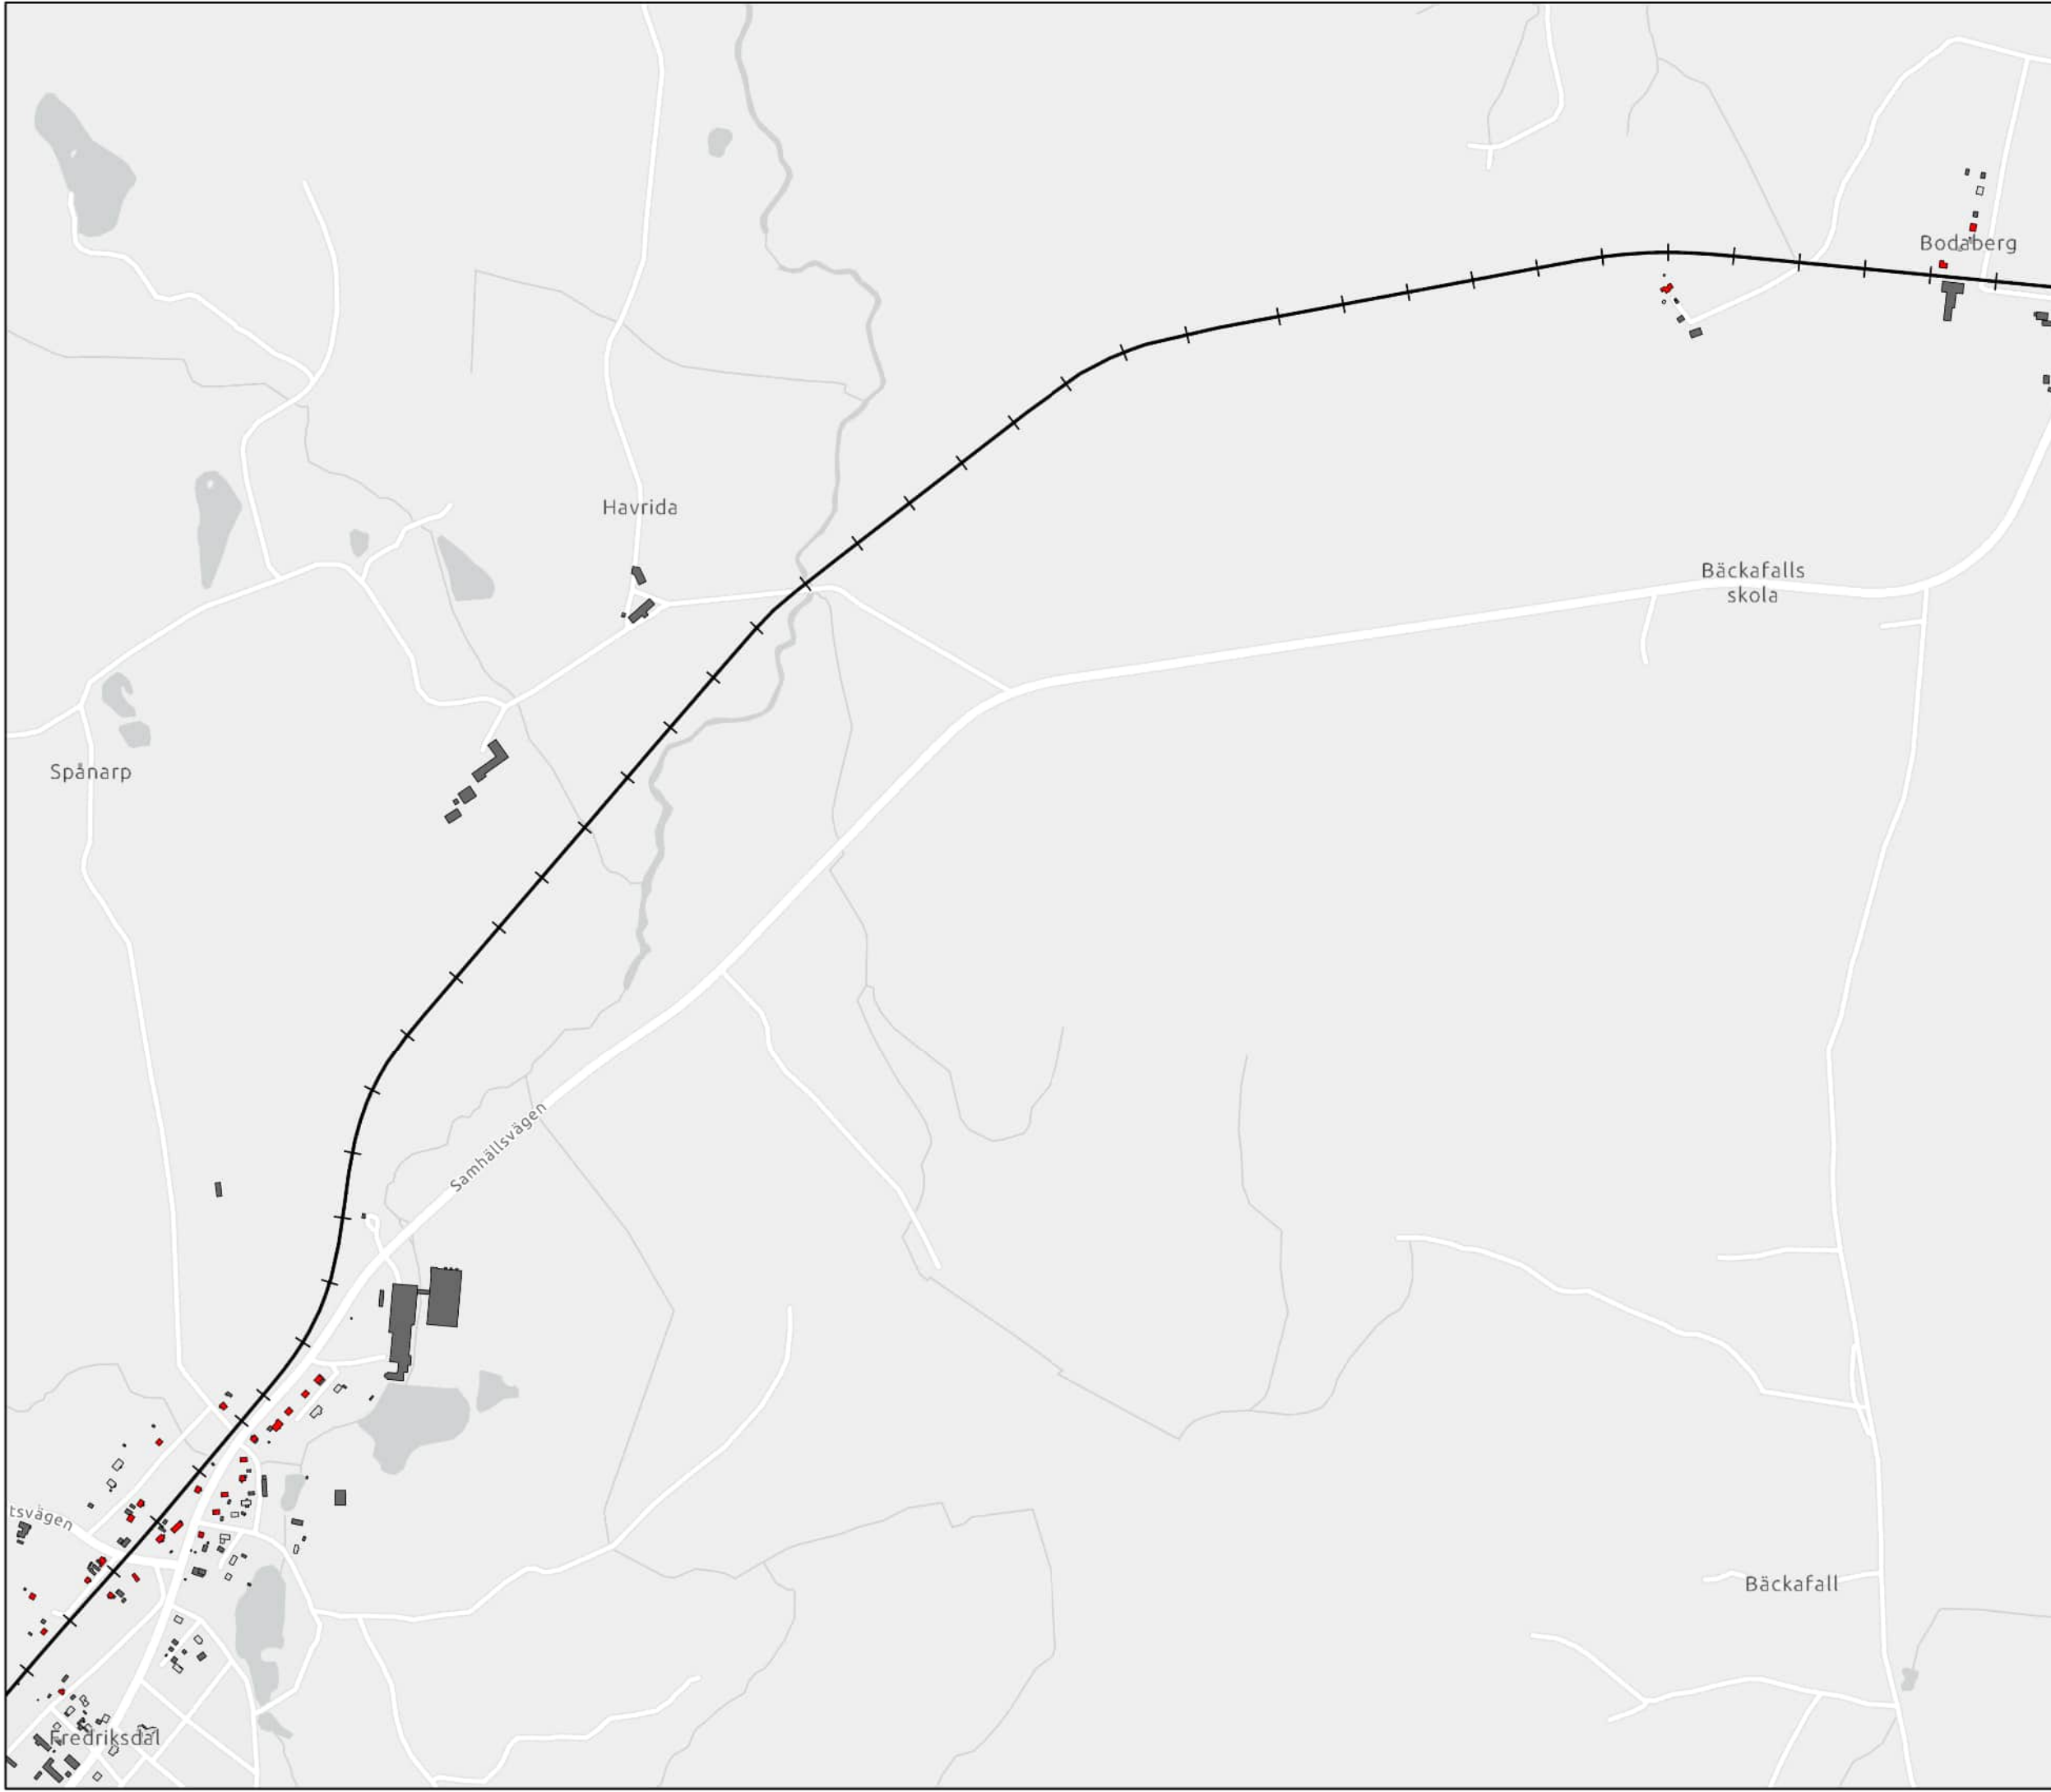 Bodaberg
Havrida
Bäckafalls
skola
Spånarp
Samhällsvägen
tsvägen
Bäckafall
Fredriksdal